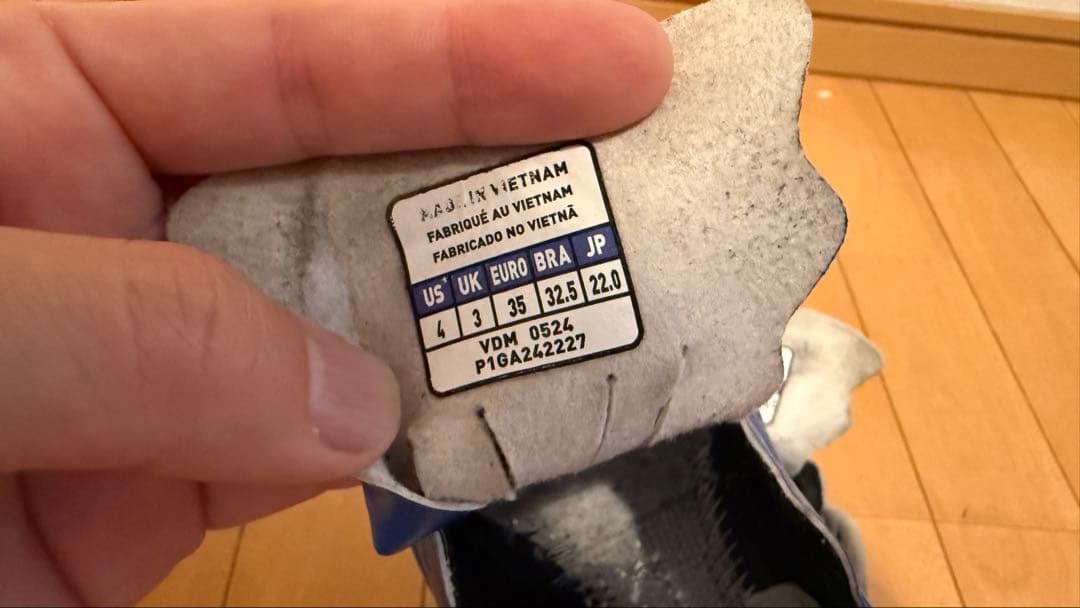 MADE IN VIETNAM
FABRIQUÉ AU VIETNAM
FABRICADO NO VIETNÃ
US UK EURO BRA JP
4 3 35 32.5 22.0
VDM 0524
P1GA242227